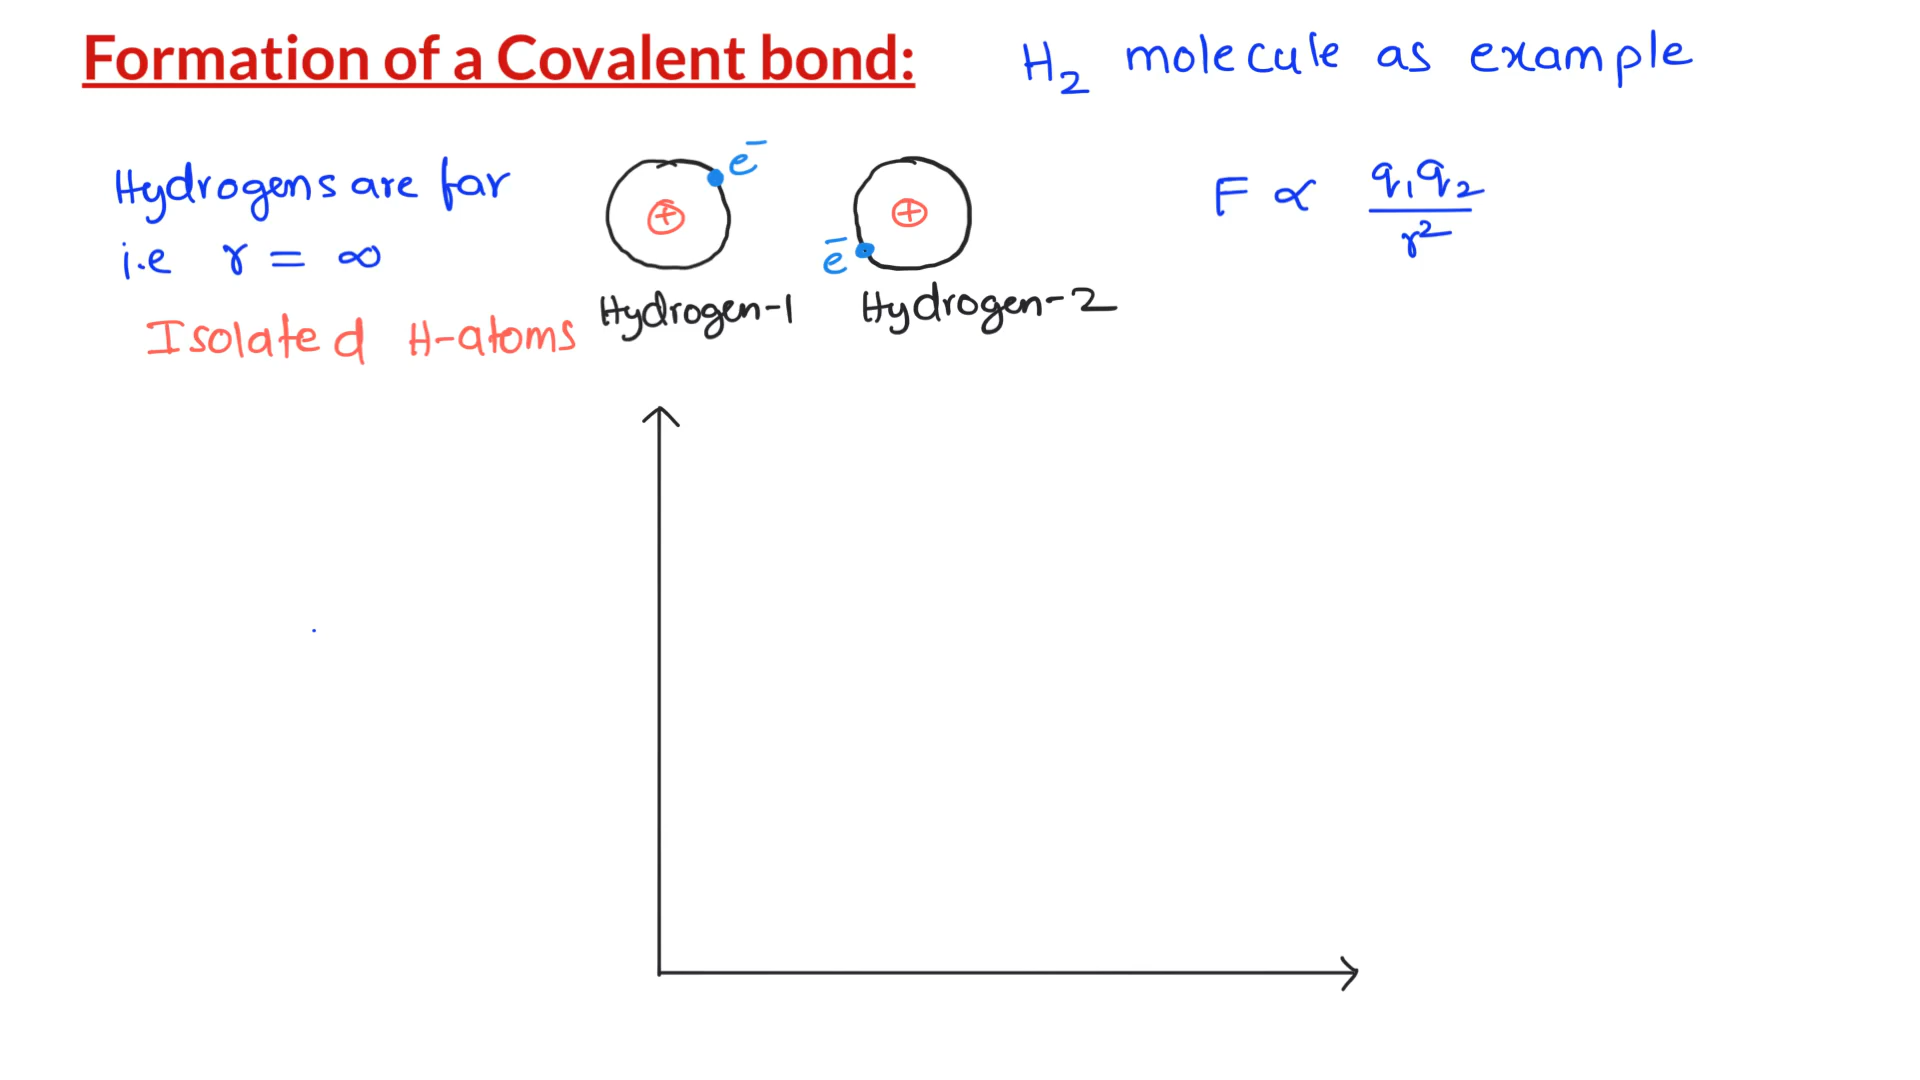 Formation of a Covalent bond:
H₂ molecule as example
Hydrogens are far
i.e r = ∞
Isolated H-atoms
e⁻
+
+
e⁻
Hydrogen-1
Hydrogen-2
F ∝ q₁q₂/r²